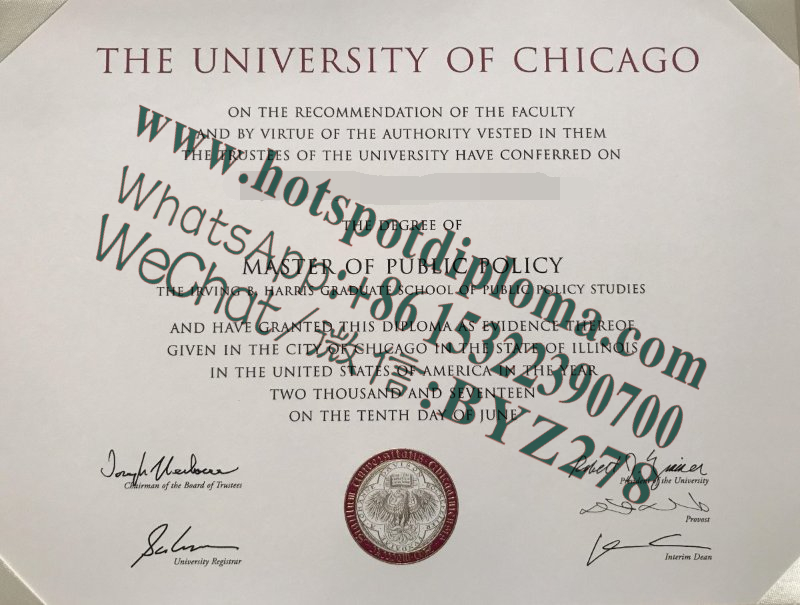 THE UNIVERSITY OF CHICAGO
ON THE RECOMMENDATION OF THE FACULTY
AND BY VIRTUE OF THE AUTHORITY VESTED IN THEM
THE TRUSTEES OF THE UNIVERSITY HAVE CONFERRED ON
THE DEGREE OF
MASTER OF PUBLIC POLICY
THE IRVING B. HARRIS GRADUATE SCHOOL OF PUBLIC POLICY STUDIES
AND HAVE GRANTED THIS DIPLOMA AS EVIDENCE THEREOF
GIVEN IN THE CITY OF CHICAGO IN THE STATE OF ILLINOIS
IN THE UNITED STATES OF AMERICA IN THE YEAR
TWO THOUSAND AND SEVENTEEN
ON THE TENTH DAY OF JUNE
www.hotspotdiploma.com
WhatsApp:+86 15322390700
WeChat/微信:BYZ278
Chairman of the Board of Trustees
President of the University
Provost
University Registrar
Interim Dean